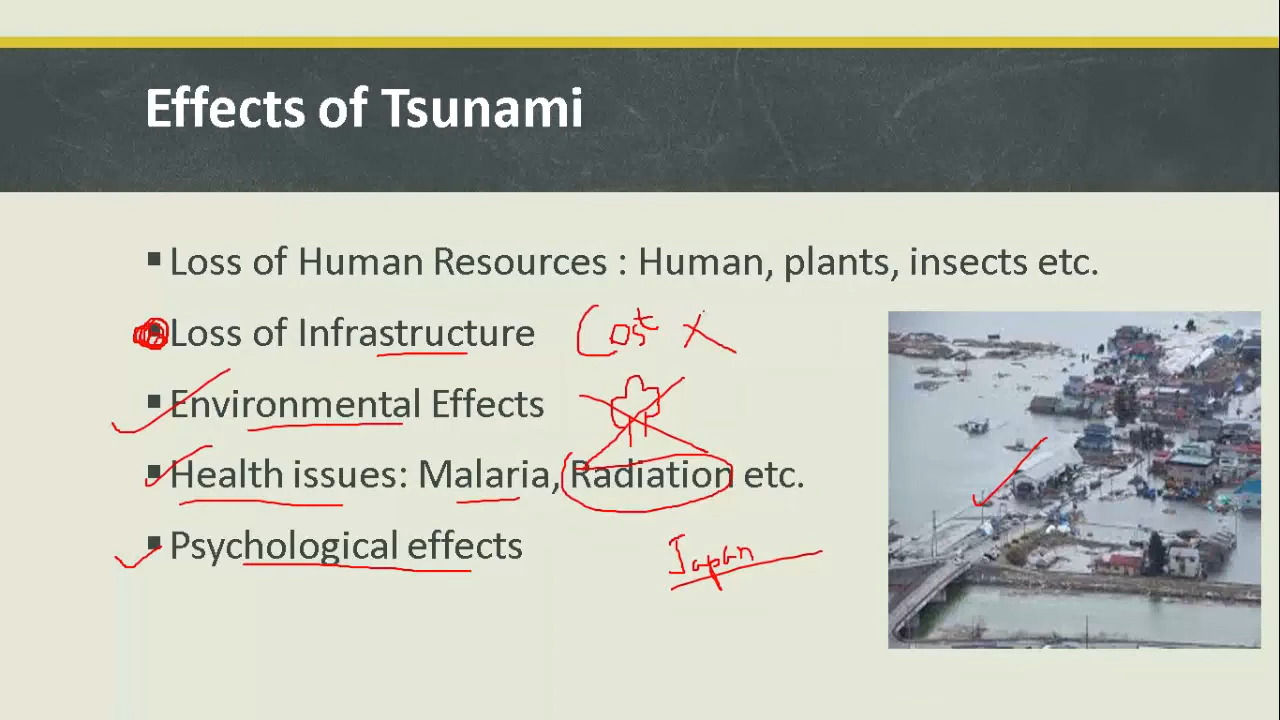 Effects of Tsunami
▪ Loss of Human Resources : Human, plants, insects etc.
▪ Loss of Infrastructure Cost
▪ Environmental Effects
▪ Health issues: Malaria, Radiation etc.
▪ Psychological effects
Japan